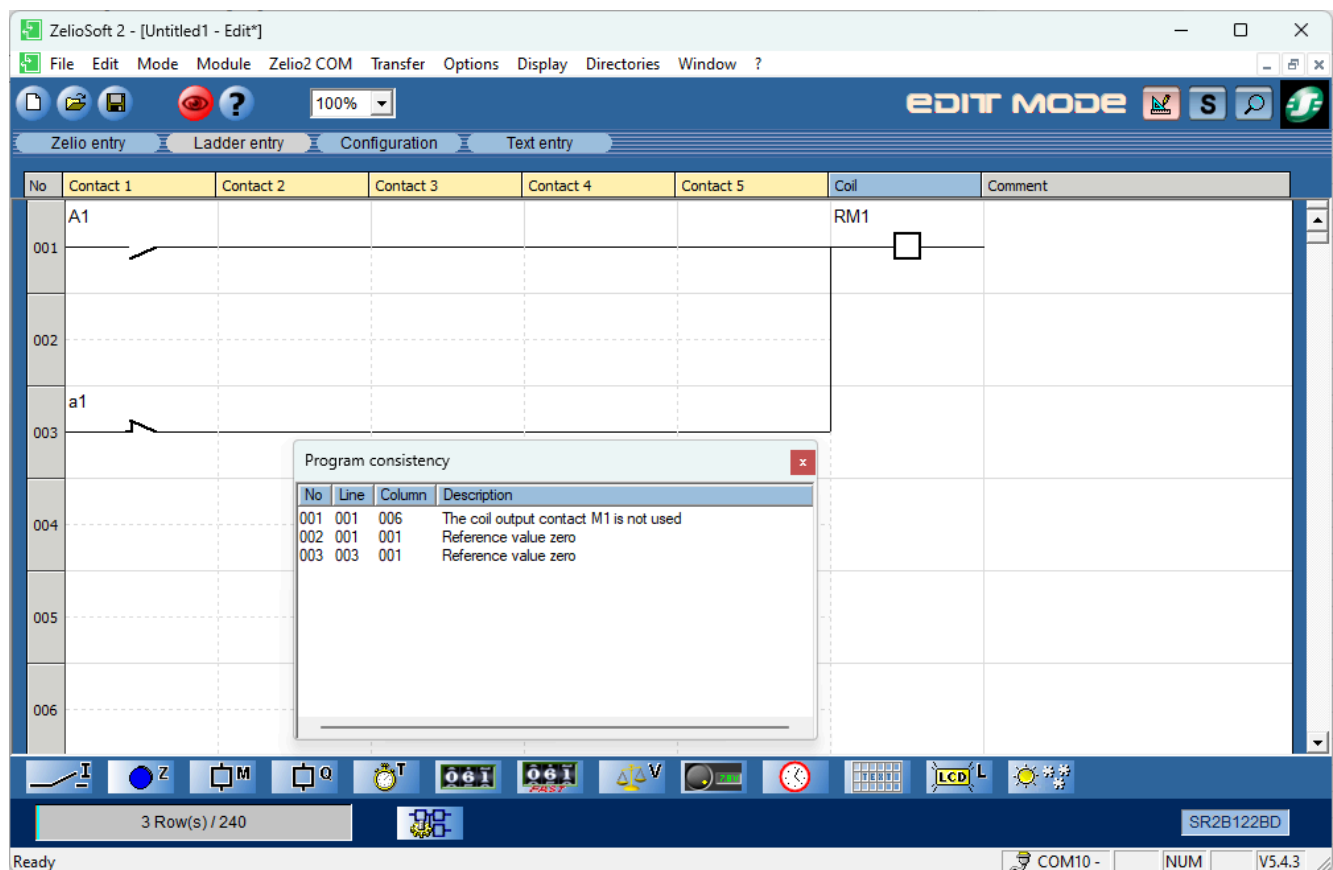 ZelioSoft 2 - [Untitled1 - Edit*]
File Edit Mode Module Zelio2 COM Transfer Options Display Directories Window ?
100% EDIT MODE S
Zelio entry Ladder entry Configuration Text entry
No Contact 1 Contact 2 Contact 3 Contact 4 Contact 5 Coil Comment
A1 RM1
001
002
a1
003
Program consistency
No Line Column Description
001 001 006 The coil output contact M1 is not used
002 001 001 Reference value zero
003 003 001 Reference value zero
004
005
006
I Z M Q T 061 061 FAST V TEXTE LCD L
3 Row(s) / 240 SR2B122BD
Ready COM10 - NUM V5.4.3